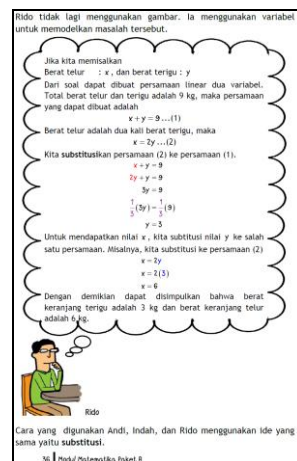 Rido tidak lagi menggunakan gambar. Ia menggunakan variabel
untuk memodelkan masalah tersebut.
Jika kita memisalkan
Berat telur : x , dan berat terigu : y
Dari soal dapat dibuat persamaan linear dua variabel.
Total berat telur dan terigu adalah 9 kg, maka persamaan
yang dapat dibuat adalah
x + y = 9 ...(1)
Berat telur adalah dua kali berat terigu, maka
x = 2y ...(2)
Kita substitusikan persamaan (2) ke persamaan (1).
x + y = 9
2y + y = 9
3y = 9
1/3 (3y) = 1/3 (9)
y = 3
Untuk mendapatkan nilai x , kita subtitusi nilai y ke salah
satu persamaan. Misalnya, kita substitusi ke persamaan (2)
x = 2y
x = 2(3)
x = 6
Dengan demikian dapat disimpulkan bahwa berat
keranjang terigu adalah 3 kg dan berat keranjang telur
adalah 6 kg.
Rido
Cara yang digunakan Andi, Indah, dan Rido menggunakan ide yang
sama yaitu substitusi.
36 Modul Matematika Paket B